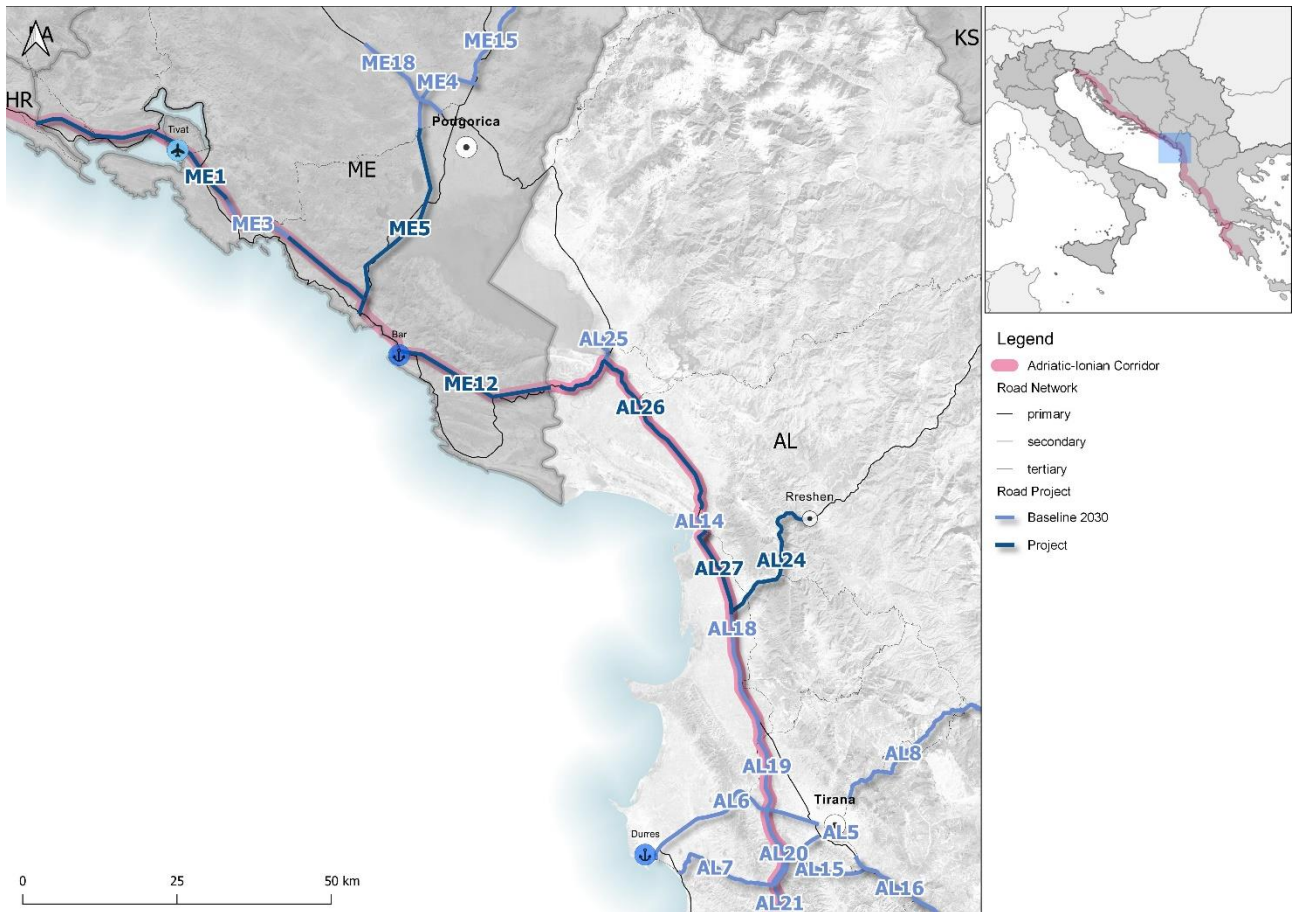 ME15
KS
ME18
ME4
HR
Podgorica
Tivat
ME1
ME
ME3
ME5
Bar
AL25
ME12
AL26
AL
Rreshen
AL14
AL27
AL24
AL18
AL8
AL19
AL6
Tirana
AL5
Durres
AL20
AL7
AL15
AL16
AL21
0 25 50 km
Legend
Adriatic-Ionian Corridor
Road Network
primary
secondary
tertiary
Road Project
Baseline 2030
Project